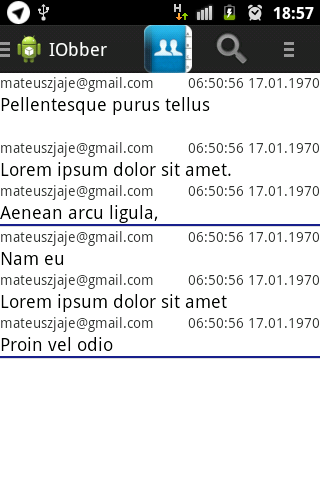 H 18:57
IObber
mateuszjaje@gmail.com 06:50:56 17.01.1970
Pellentesque purus tellus
mateuszjaje@gmail.com 06:50:56 17.01.1970
Lorem ipsum dolor sit amet.
mateuszjaje@gmail.com 06:50:56 17.01.1970
Aenean arcu ligula,
mateuszjaje@gmail.com 06:50:56 17.01.1970
Nam eu
mateuszjaje@gmail.com 06:50:56 17.01.1970
Lorem ipsum dolor sit amet
mateuszjaje@gmail.com 06:50:56 17.01.1970
Proin vel odio